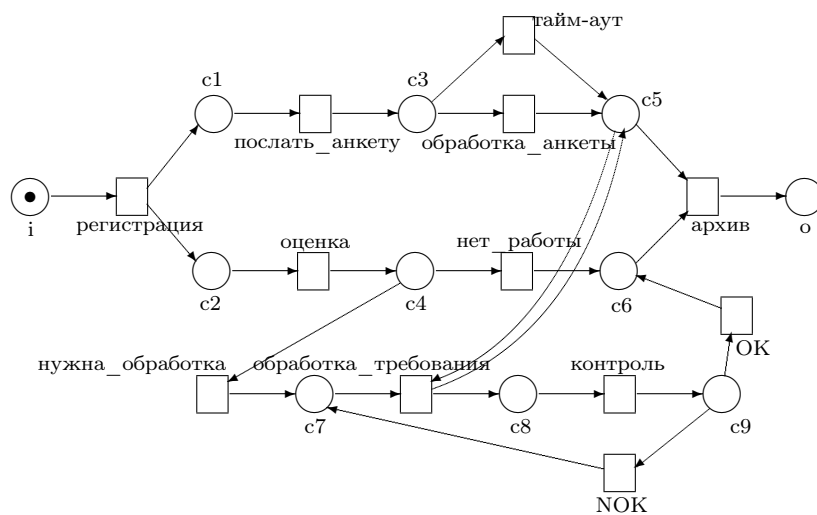 тайм-аут
c1
c3
c5
послать_анкету
обработка_анкеты
i
регистрация
архив
o
оценка
нет_работы
c2
c4
c6
OK
нужна_обработка
обработка_требования
контроль
c7
c8
c9
NOK